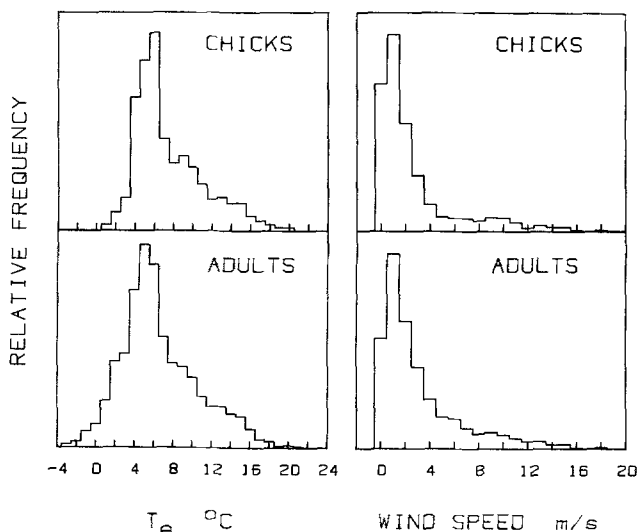 CHICKS
CHICKS
RELATIVE FREQUENCY
ADULTS
ADULTS
-4 0 4 8 12 16 20 24
0 4 8 12 16 20
Te °C
WIND SPEED m/s